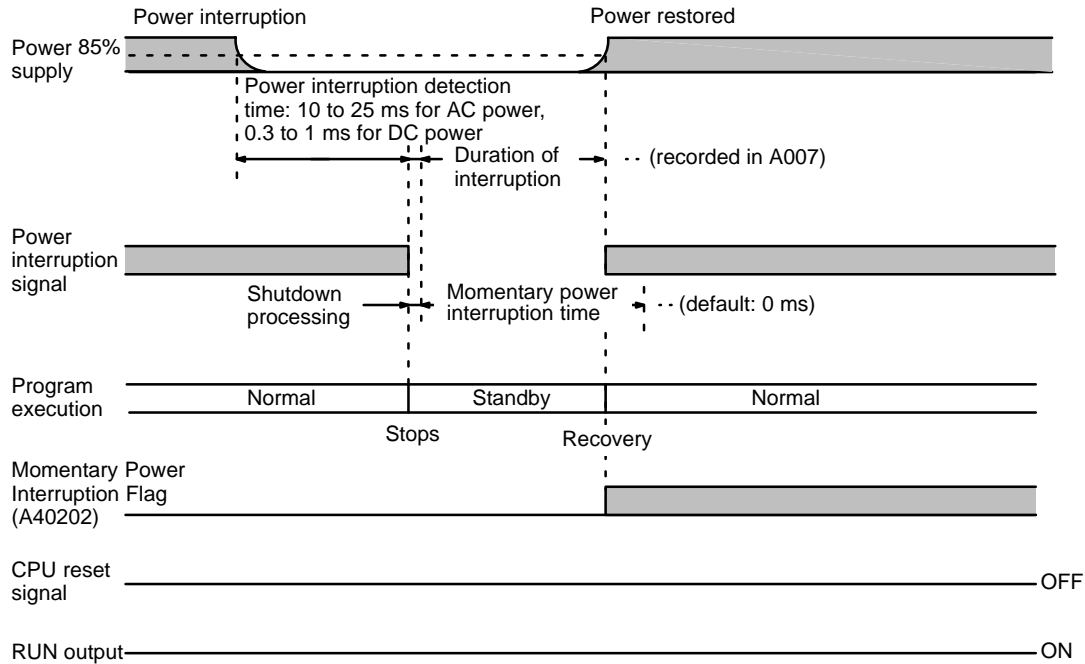 Power interruption
Power restored
Power 85%
supply
Power interruption detection
time: 10 to 25 ms for AC power,
0.3 to 1 ms for DC power
Duration of
interruption
(recorded in A007)
Power
interruption
signal
Shutdown
processing
Momentary power
interruption time
(default: 0 ms)
Program
execution
Normal
Standby
Normal
Stops
Recovery
Momentary Power
Interruption Flag
(A40202)
CPU reset
signal
OFF
RUN output
ON